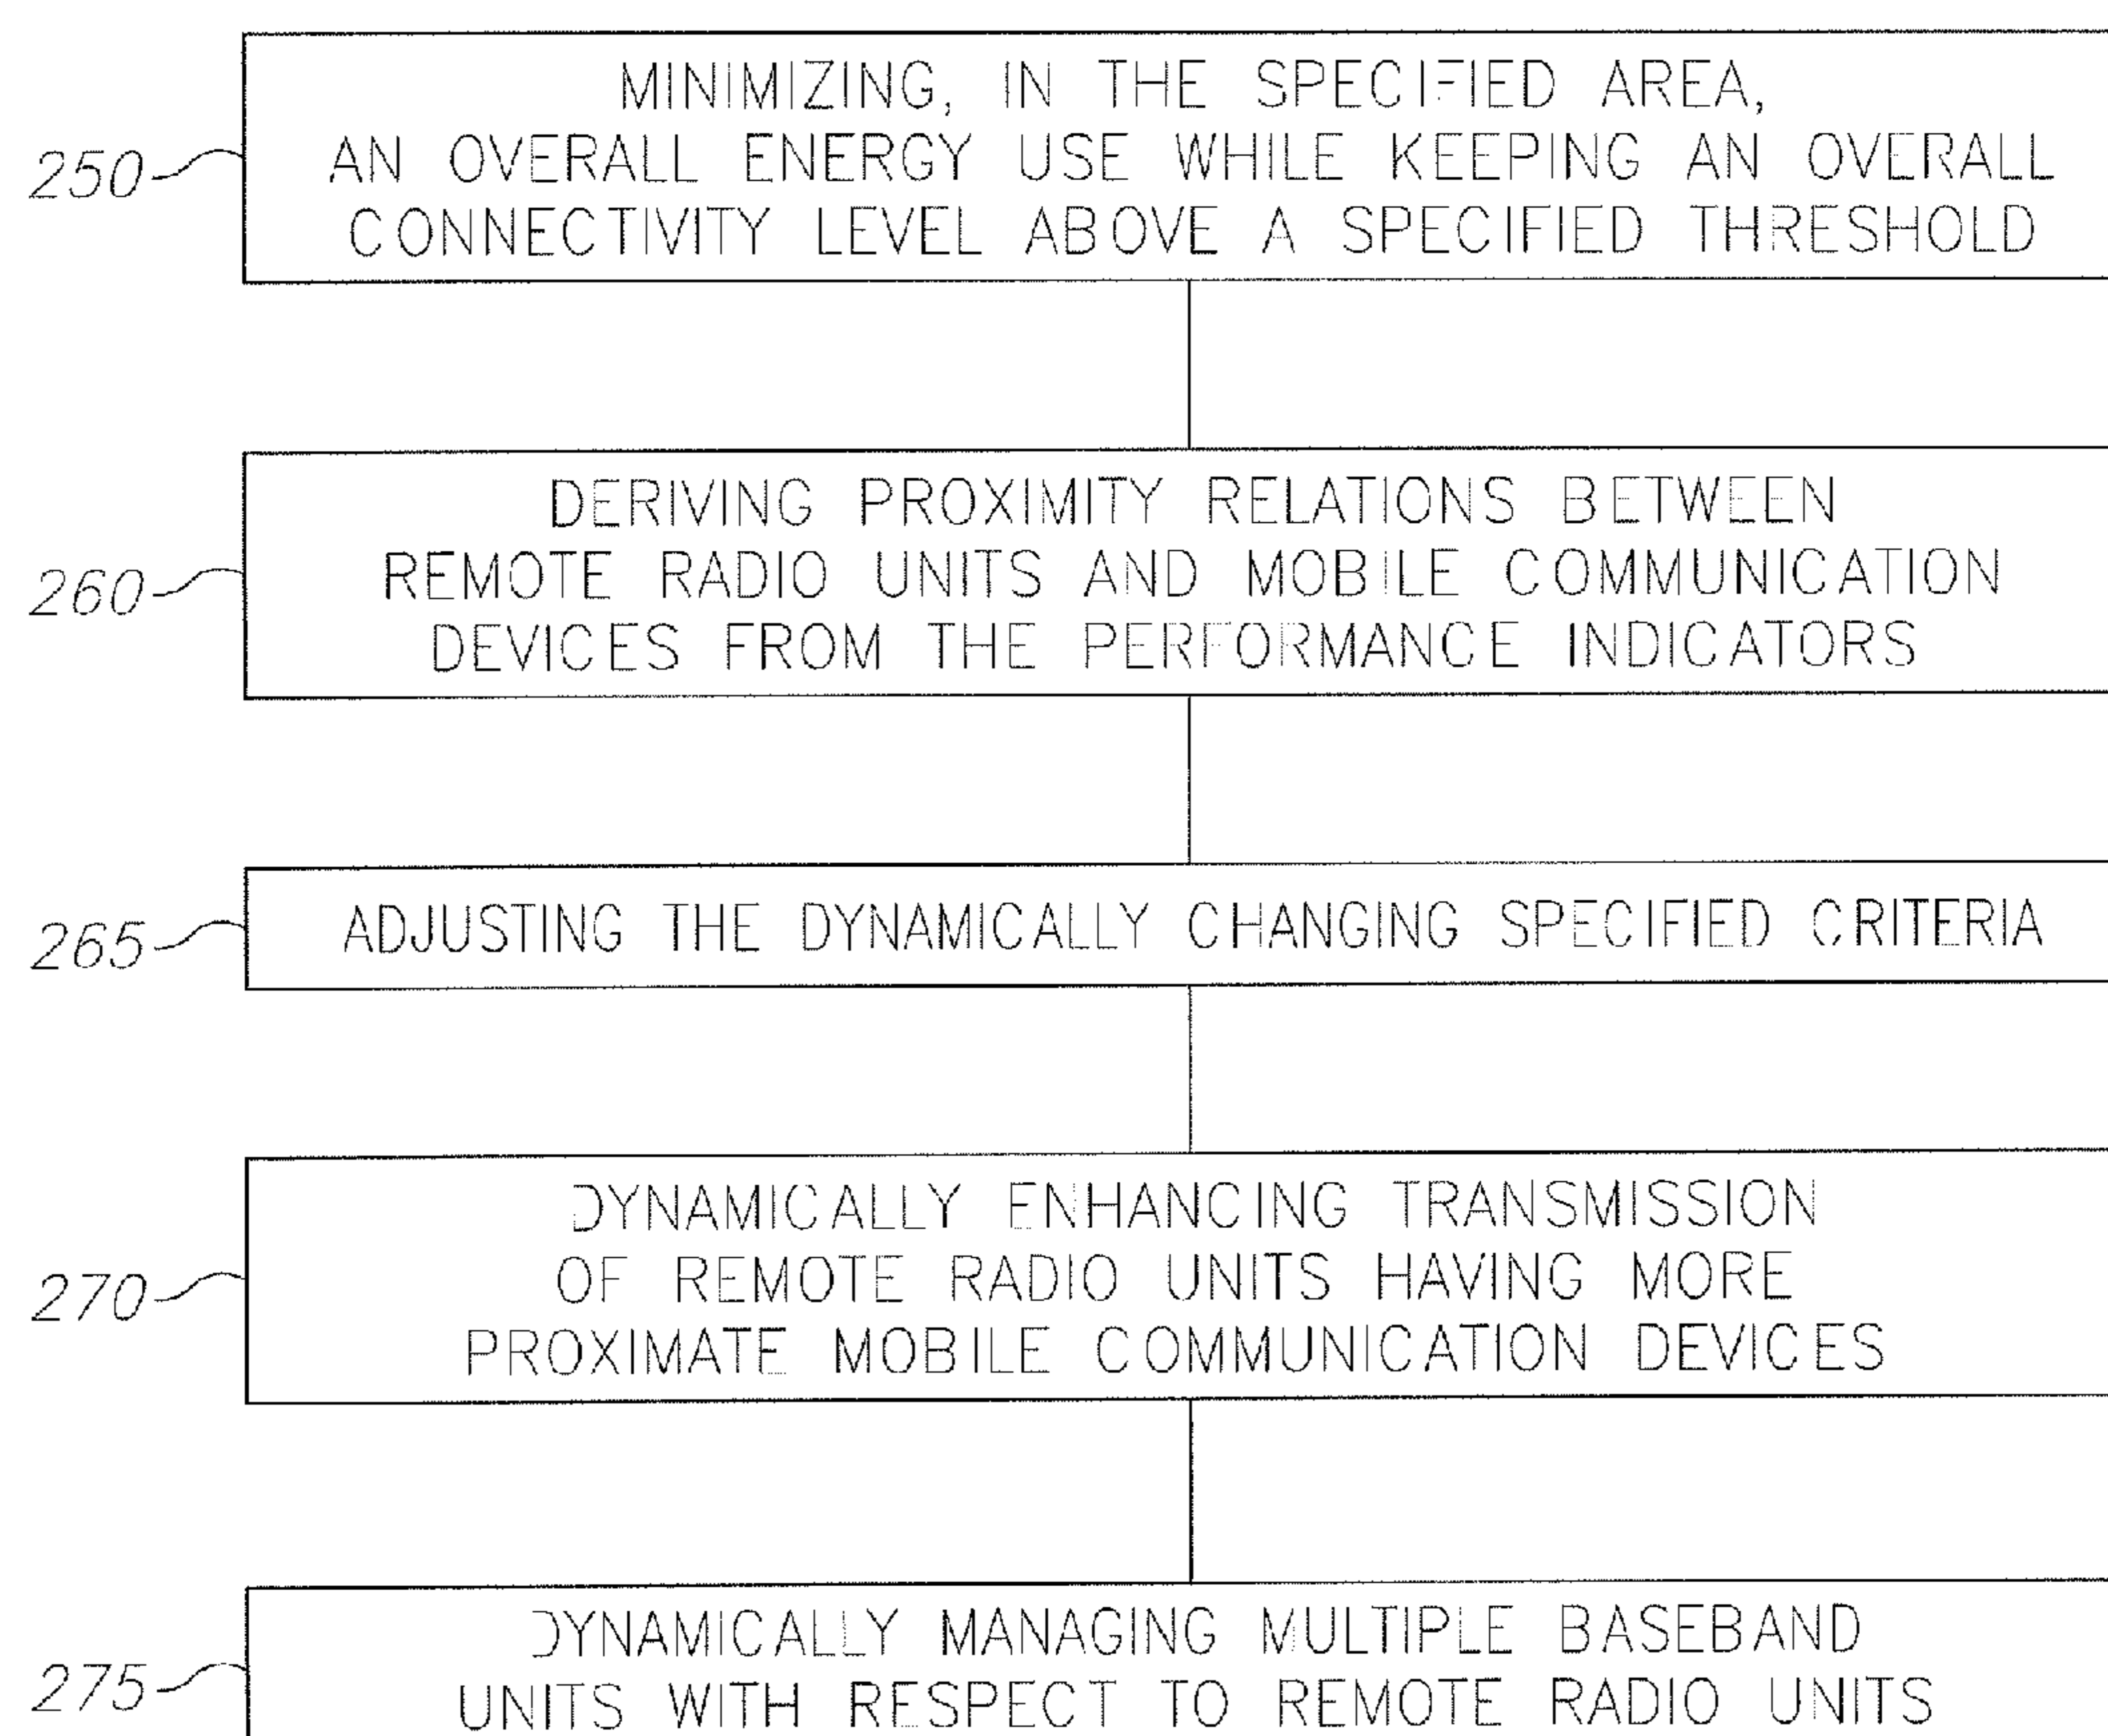 250
MINIMIZING, IN THE SPECIFIED AREA,
AN OVERALL ENERGY USE WHILE KEEPING AN OVERALL
CONNECTIVITY LEVEL ABOVE A SPECIFIED THRESHOLD
260
DERIVING PROXIMITY RELATIONS BETWEEN
REMOTE RADIO UNITS AND MOBILE COMMUNICATION
DEVICES FROM THE PERFORMANCE INDICATORS
265
ADJUSTING THE DYNAMICALLY CHANGING SPECIFIED CRITERIA
270
DYNAMICALLY ENHANCING TRANSMISSION
OF REMOTE RADIO UNITS HAVING MORE
PROXIMATE MOBILE COMMUNICATION DEVICES
275
DYNAMICALLY MANAGING MULTIPLE BASEBAND
UNITS WITH RESPECT TO REMOTE RADIO UNITS